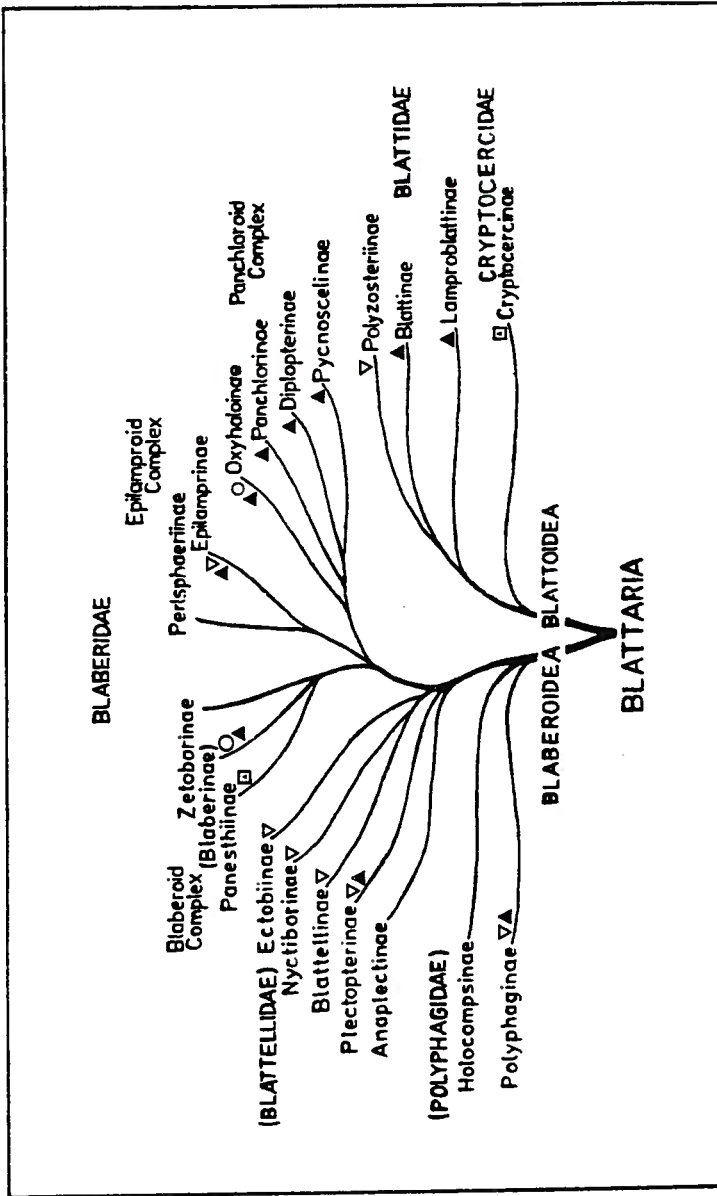 BLABERIDAE
Epilamproid
Complex
Panchloroid
Complex
Blaberoid
Complex
Zetoborinae
(Blaberinae)
Panesthiinae
Perisphaeriinae
Epilamprinae
Oxyhaloinae
Panchlorinae
Diplopterinae
Pycnoscelinae
(BLATTELLIDAE)
Ectobiinae
Nyctiborinae
Blattellinae
Plectopterinae
Anaplectinae
(POLYPHAGIDAE)
Holocompsinae
Polyphaginae
Polyzosteriinae
Blattinae
BLATTIDAE
Lamproblattinae
CRYPTOCERCIDAE
Cryptocercinae
BLABEROIDEA
BLATTOIDEA
BLATTARIA